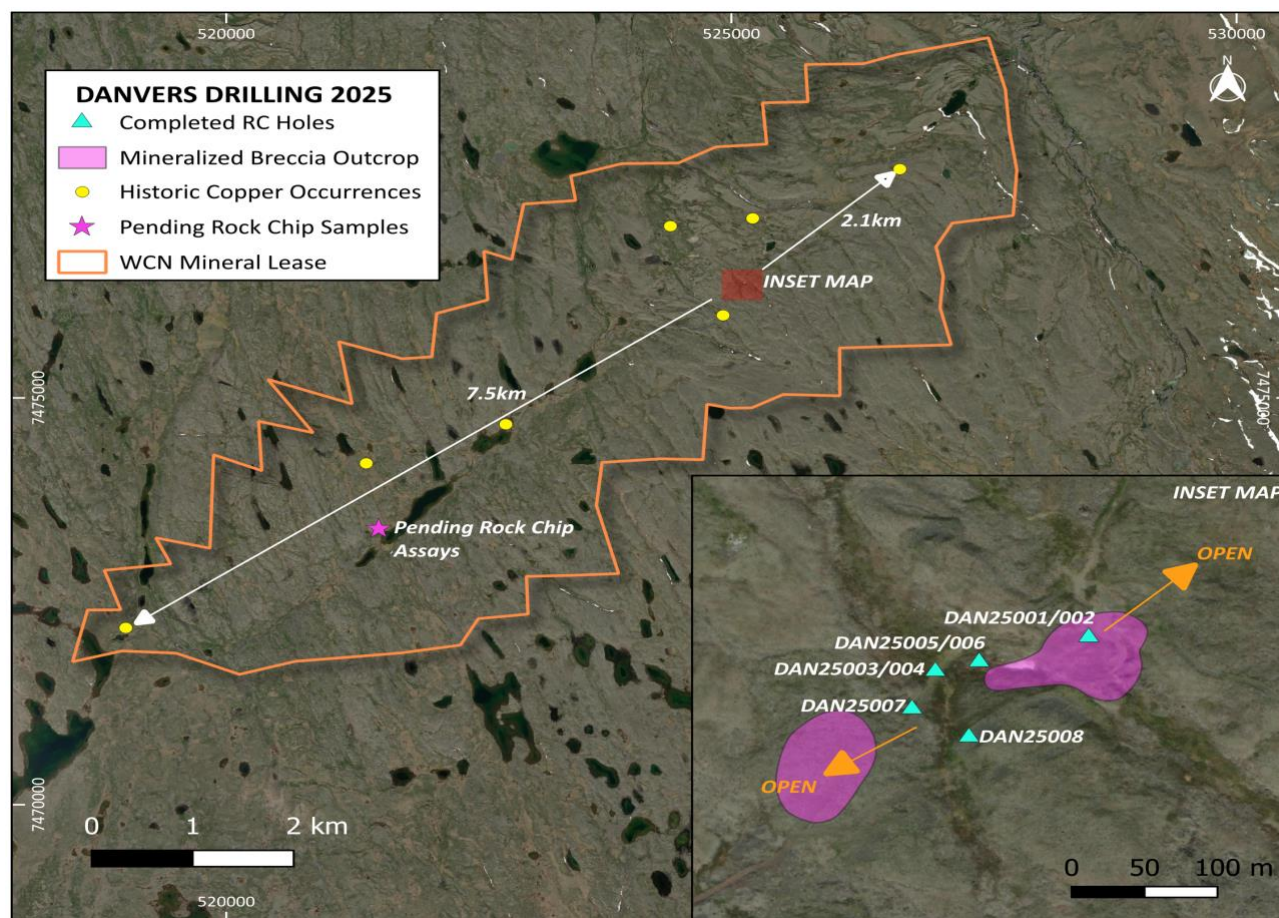 520000
525000
530000
N
DANVERS DRILLING 2025
Completed RC Holes
Mineralized Breccia Outcrop
Historic Copper Occurrences
Pending Rock Chip Samples
WCN Mineral Lease
2.1km
INSET MAP
7.5km
7475000
7475000
Pending Rock Chip
Assays
INSET MAP
OPEN
DAN25001/002
DAN25005/006
DAN25003/004
DAN25007
DAN25008
OPEN
7470000
0 1 2 km
0 50 100 m
520000